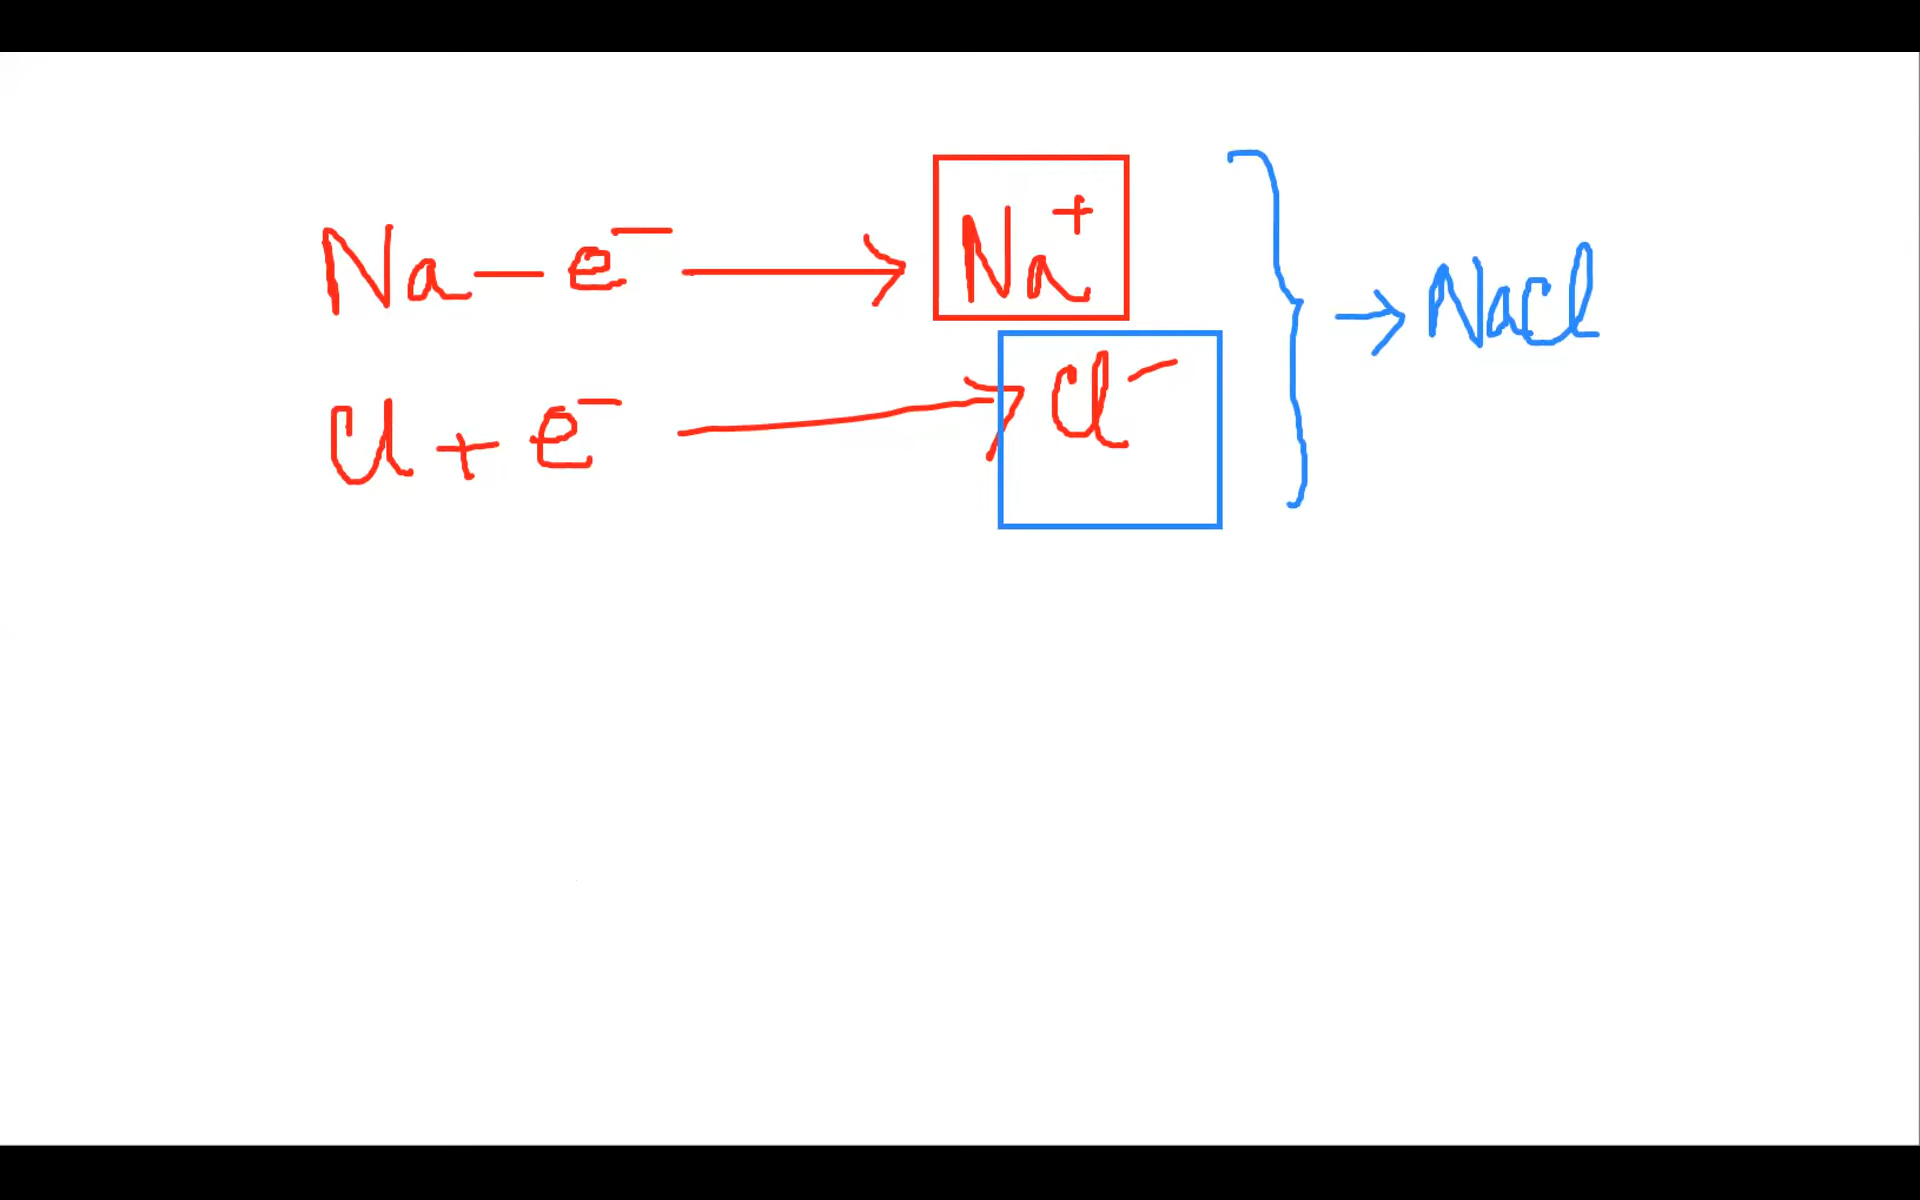 Na — e⁻ → Na⁺
Cl + e⁻ → Cl⁻
→ NaCl